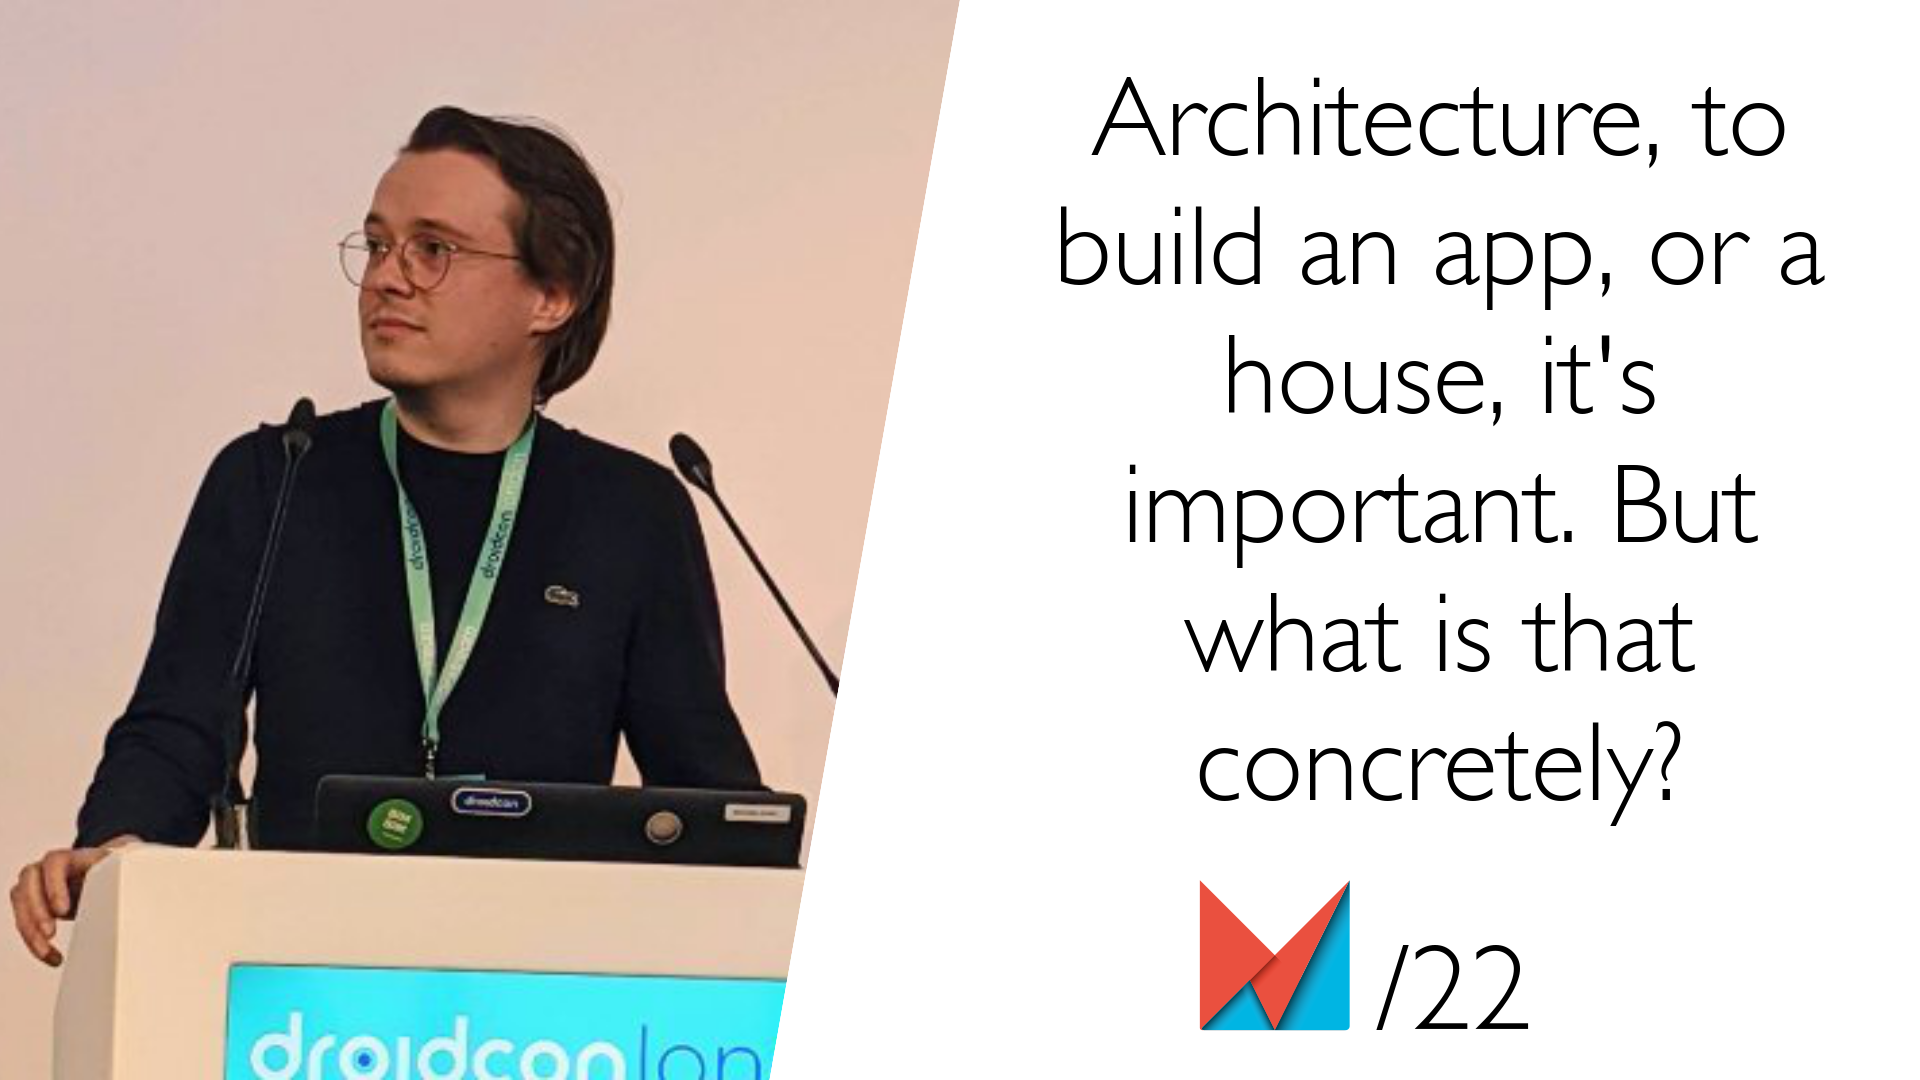 Architecture, to
build an app, or a
house, it's
important. But
what is that
concretely?
/22
droidcon
droidcon
droidcon
droidcon lon